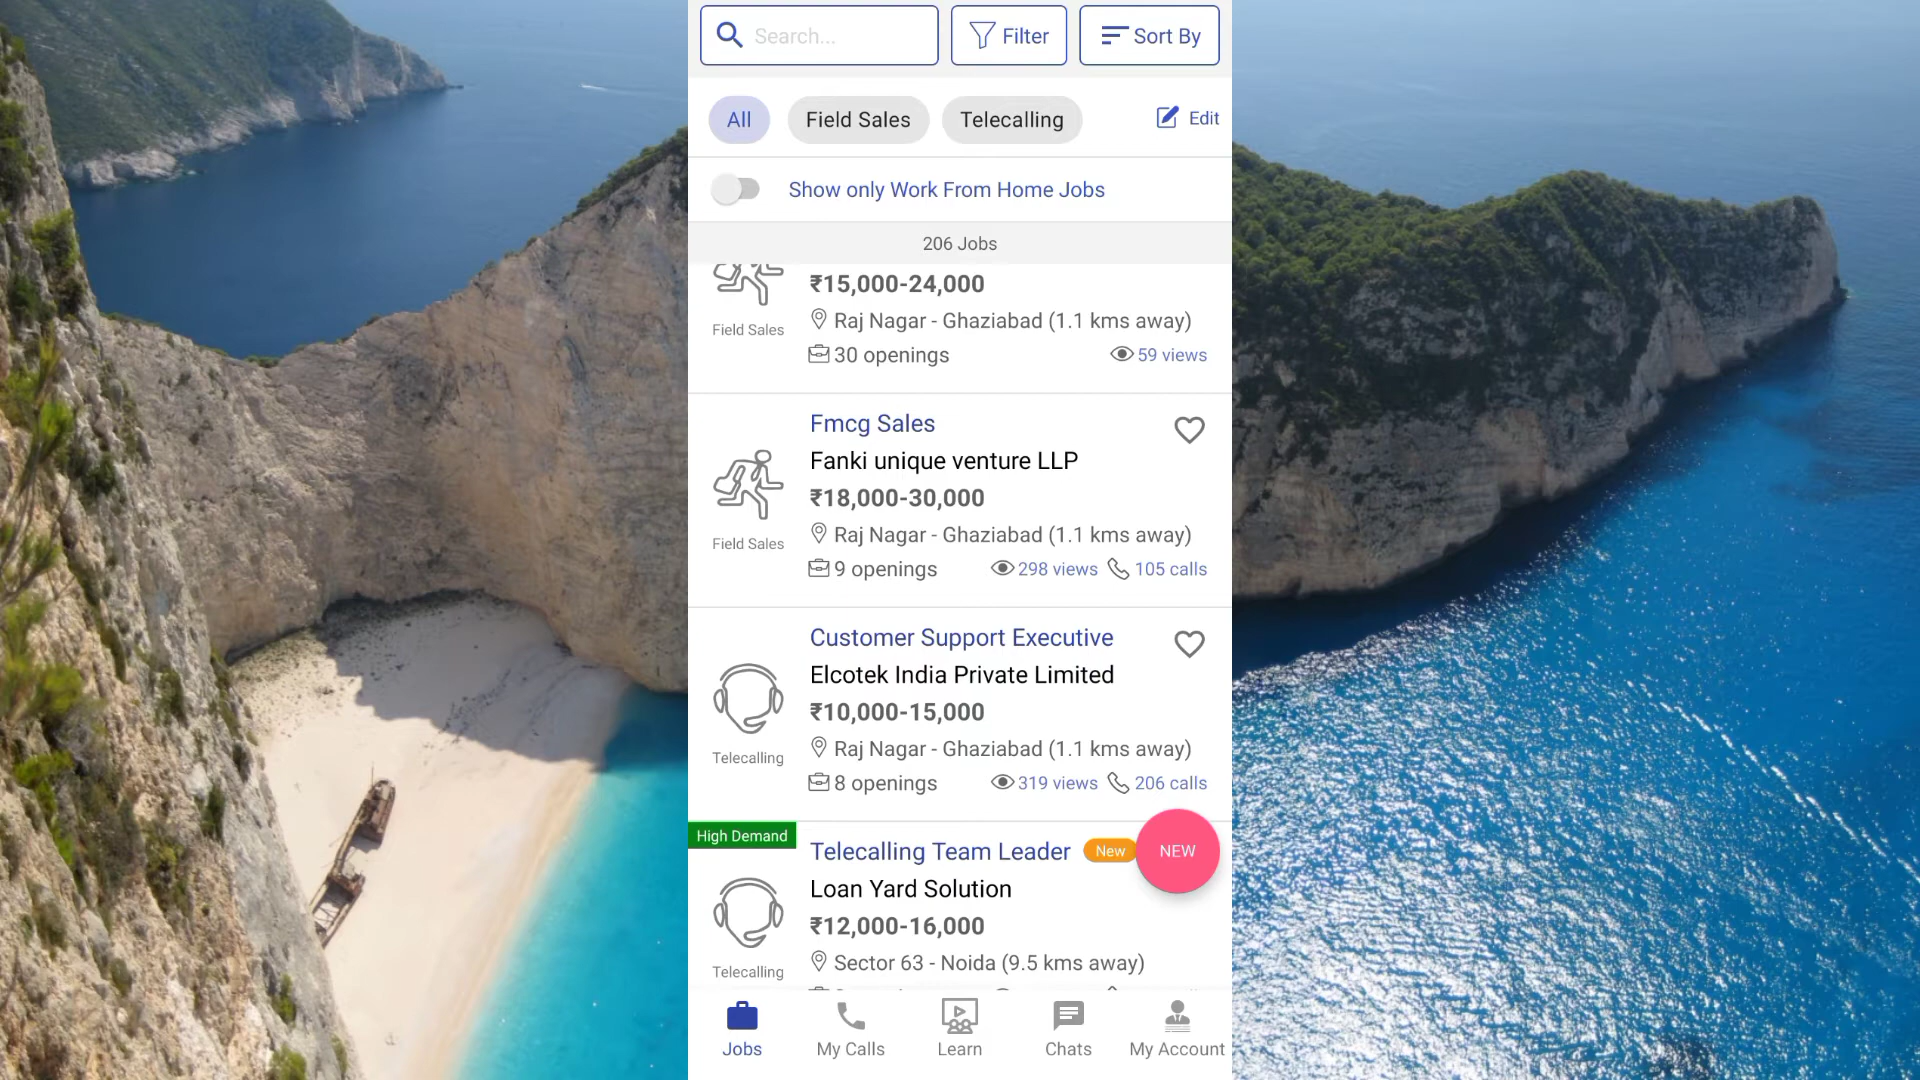 Search...
Filter
Sort By
All
Field Sales
Telecalling
Edit
Show only Work From Home Jobs
206 Jobs
₹15,000-24,000
Field Sales
Raj Nagar - Ghaziabad (1.1 kms away)
30 openings
59 views
Fmcg Sales
Fanki unique venture LLP
₹18,000-30,000
Field Sales
Raj Nagar - Ghaziabad (1.1 kms away)
9 openings
298 views
105 calls
Customer Support Executive
Elcotek India Private Limited
₹10,000-15,000
Telecalling
Raj Nagar - Ghaziabad (1.1 kms away)
8 openings
319 views
206 calls
High Demand
Telecalling Team Leader
New
NEW
Loan Yard Solution
₹12,000-16,000
Telecalling
Sector 63 - Noida (9.5 kms away)
Jobs
My Calls
Learn
Chats
My Account